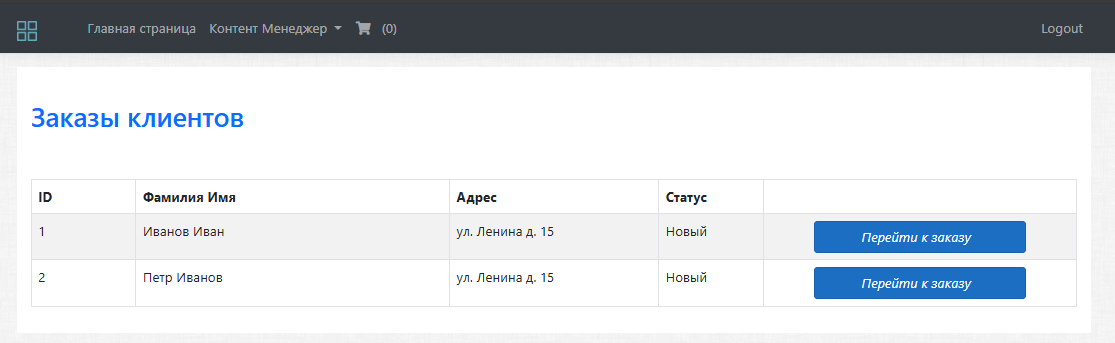 Главная страница Контент Менеджер (0) Logout
Заказы клиентов
ID Фамилия Имя Адрес Статус
1 Иванов Иван ул. Ленина д. 15 Новый Перейти к заказу
2 Петр Иванов ул. Ленина д. 15 Новый Перейти к заказу